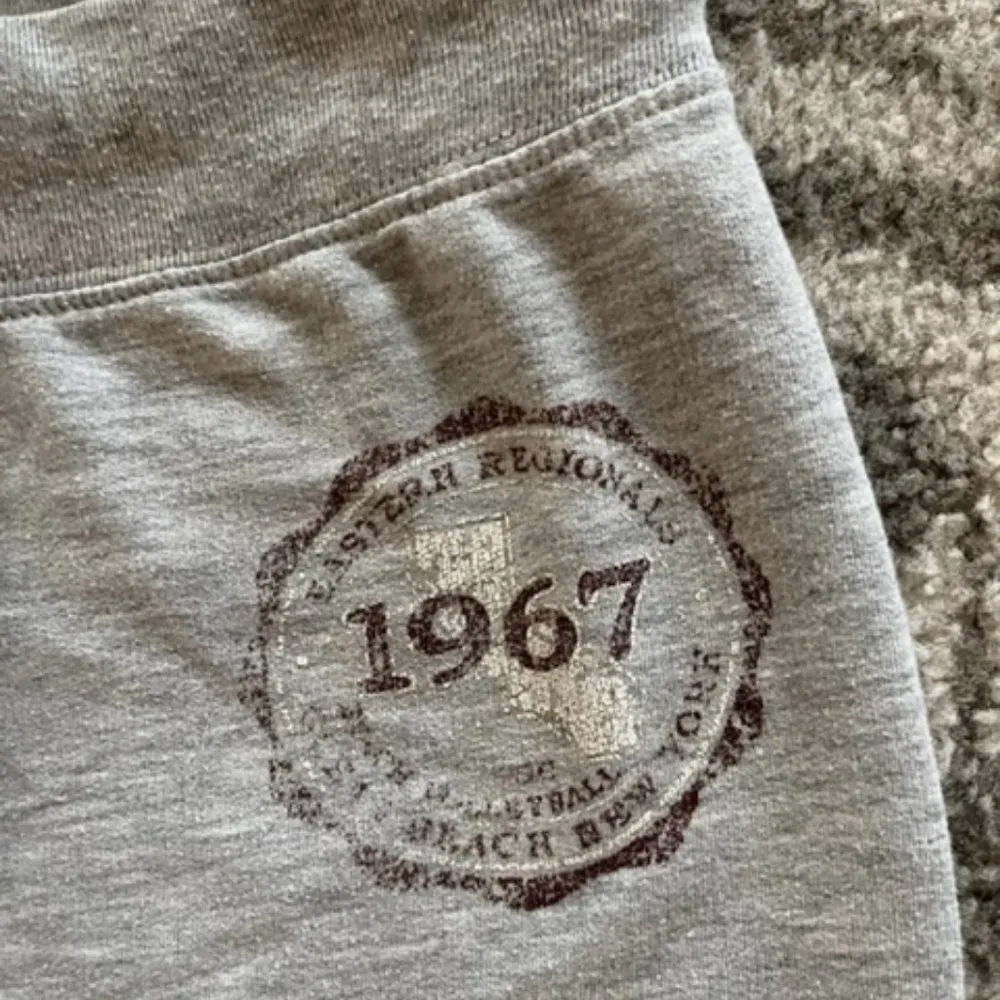 EASTERN REGIONALS
1967
VOLLEYBALL
BEACH NEW YORK